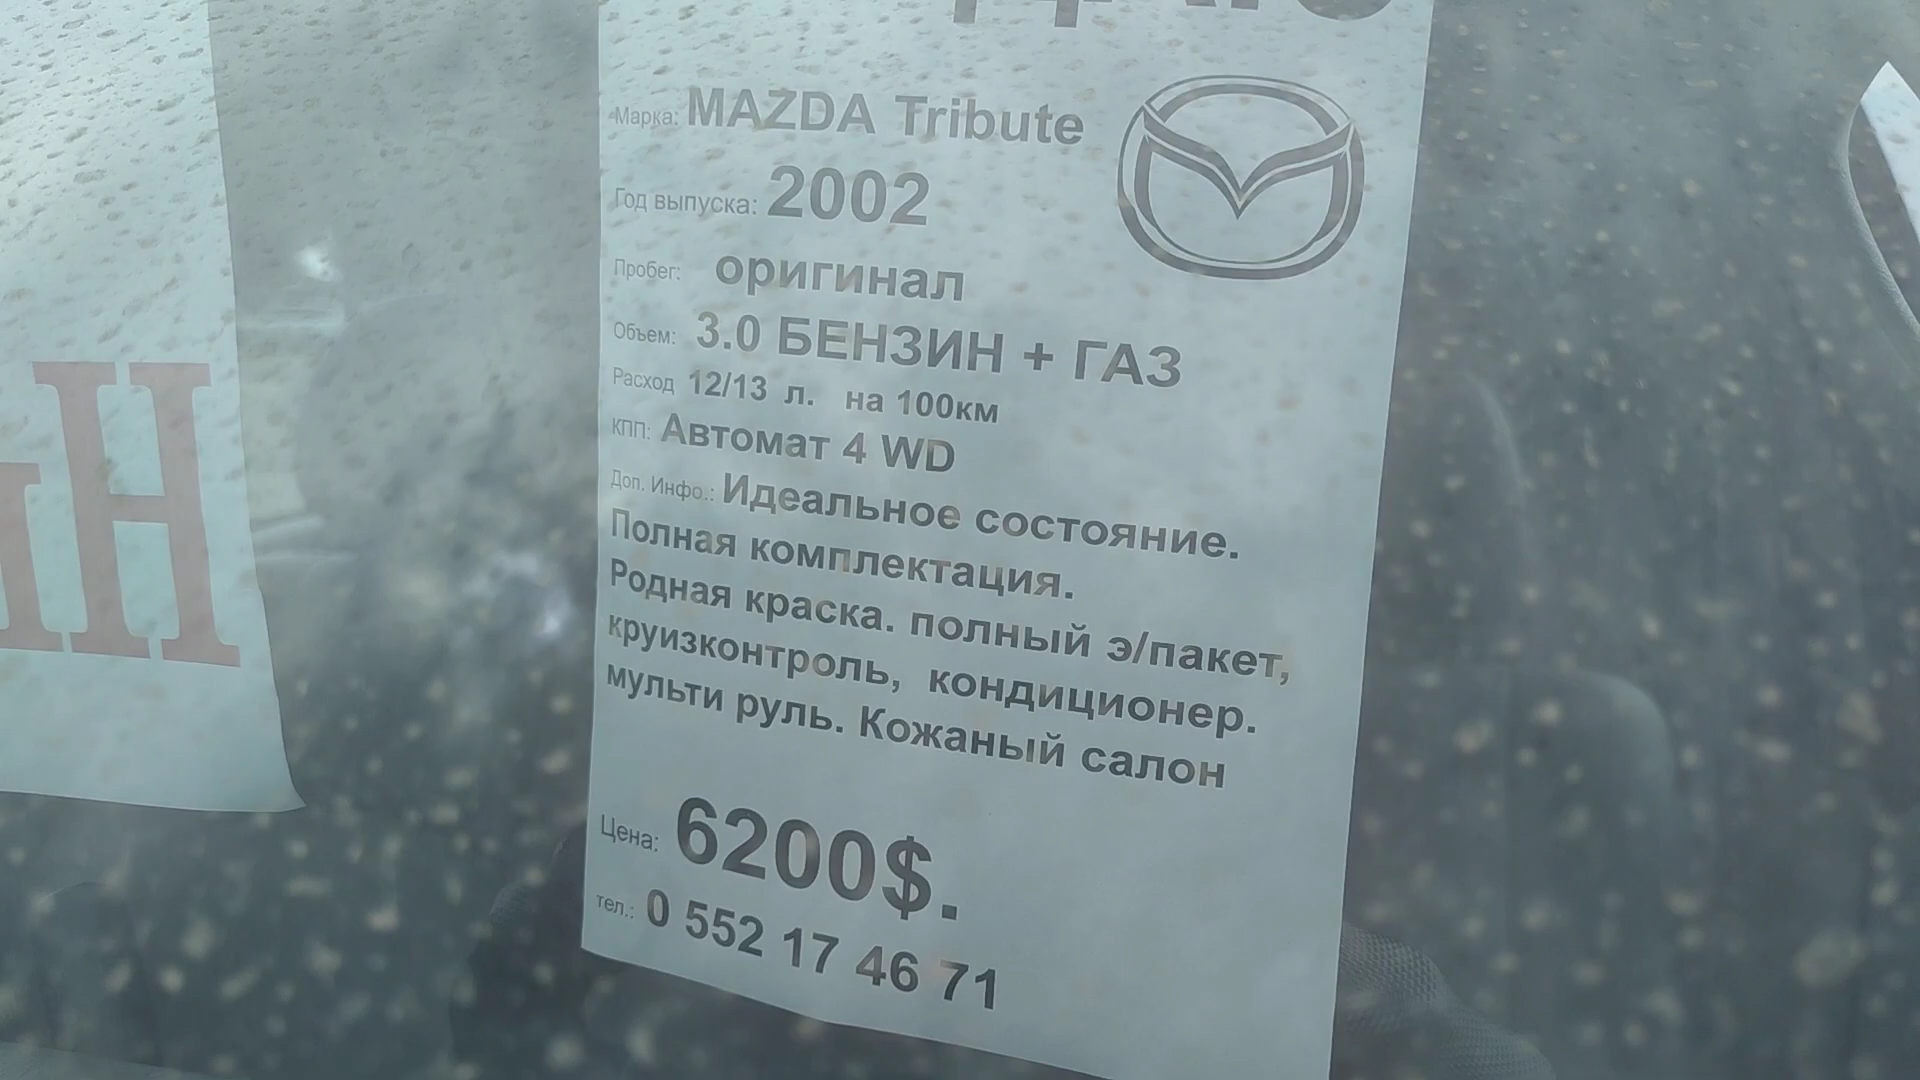 Марка: MAZDA Tribute
Год выпуска: 2002
Пробег: оригинал
Объем: 3.0 БЕНЗИН + ГАЗ
Расход 12/13 л. на 100км
КПП: Автомат 4 WD
Доп. Инфо.: Идеальное состояние.
Полная комплектация.
Родная краска. полный э/пакет,
круизконтроль, кондиционер.
мульти руль. Кожаный салон
Цена: 6200$.
тел.: 0 552 17 46 71